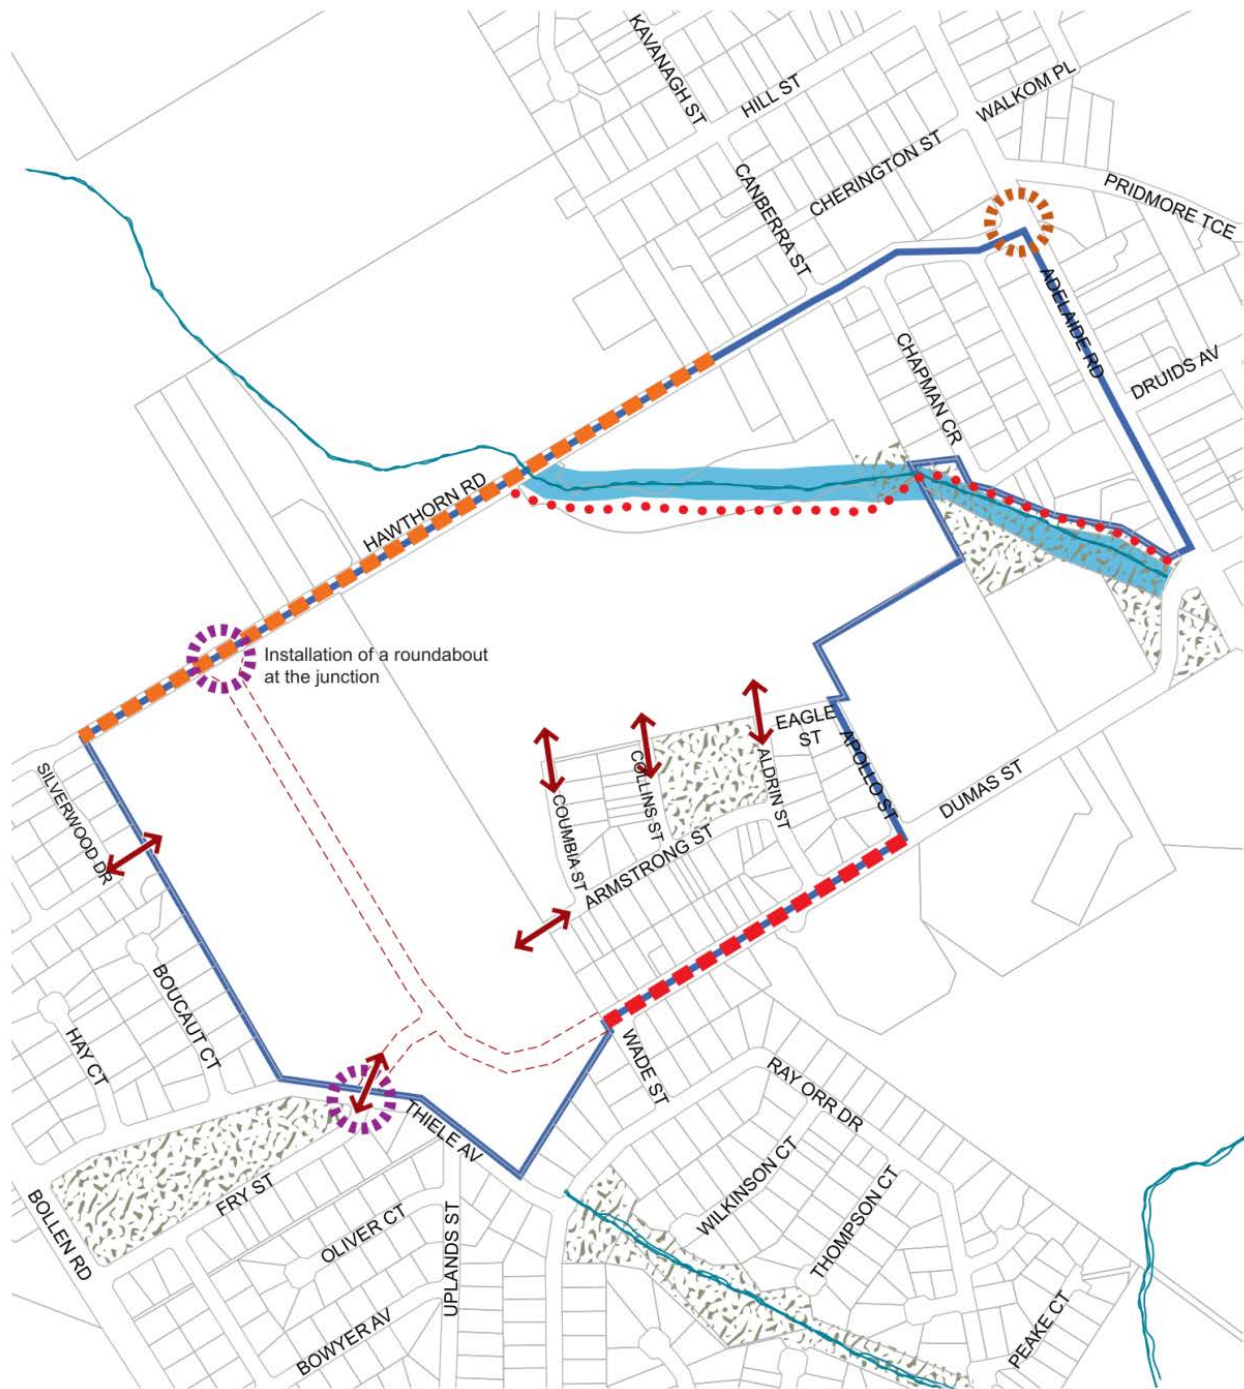 KAVANAGH ST
HILL ST
WALKOM PL
CANBERRA ST
CHERINGTON ST
PRIDMORE TCE
ADELAIDE RD
CHAPMAN CR
DRUIDS AV
HAWTHORN RD
Installation of a roundabout
at the junction
EAGLE
ST
APOLLO ST
SILVERWOOD DR
COLLINS ST
ALDRIN ST
COLUMBIA ST
ARMSTRONG ST
DUMAS ST
BOUCAUT CT
HAY CT
WADE ST
RAY ORR DR
THIELE AV
FRY ST
WILKINSON CT
BOLLEN RD
OLIVER CT
UPLANDS ST
THOMPSON CT
BOWYER AV
PEAKE CT